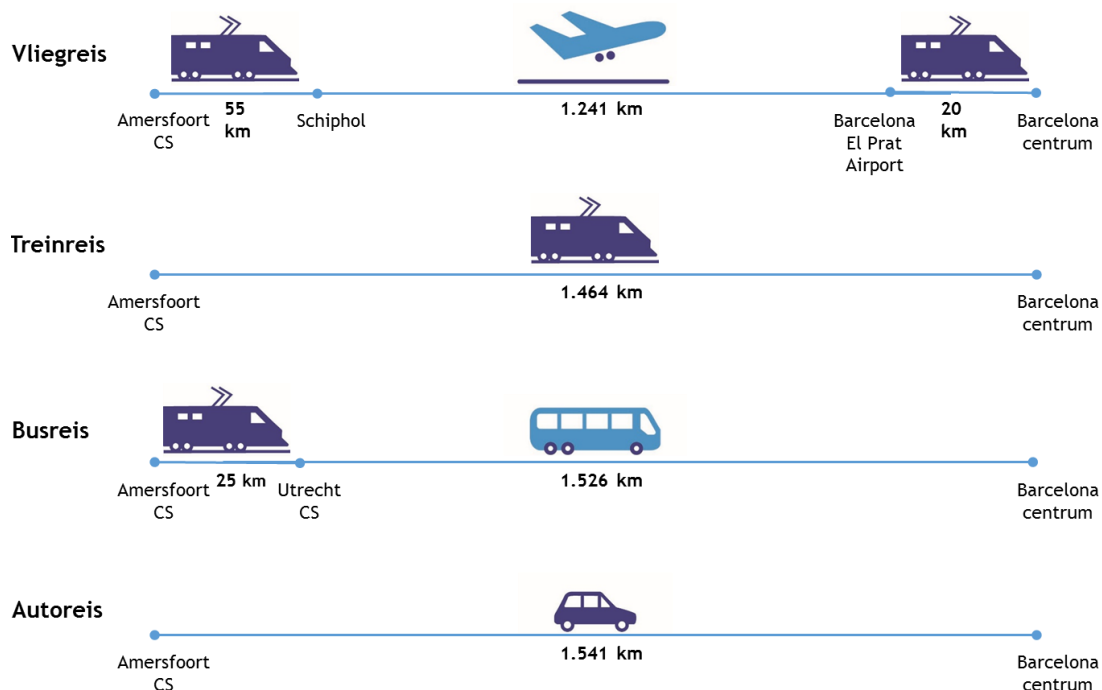 Vliegreis
Amersfoort
CS
55
km
Schiphol
1.241 km
Barcelona
El Prat
Airport
20
km
Barcelona
centrum
Treinreis
Amersfoort
CS
1.464 km
Barcelona
centrum
Busreis
Amersfoort
CS
25 km
Utrecht
CS
1.526 km
Barcelona
centrum
Autoreis
Amersfoort
CS
1.541 km
Barcelona
centrum